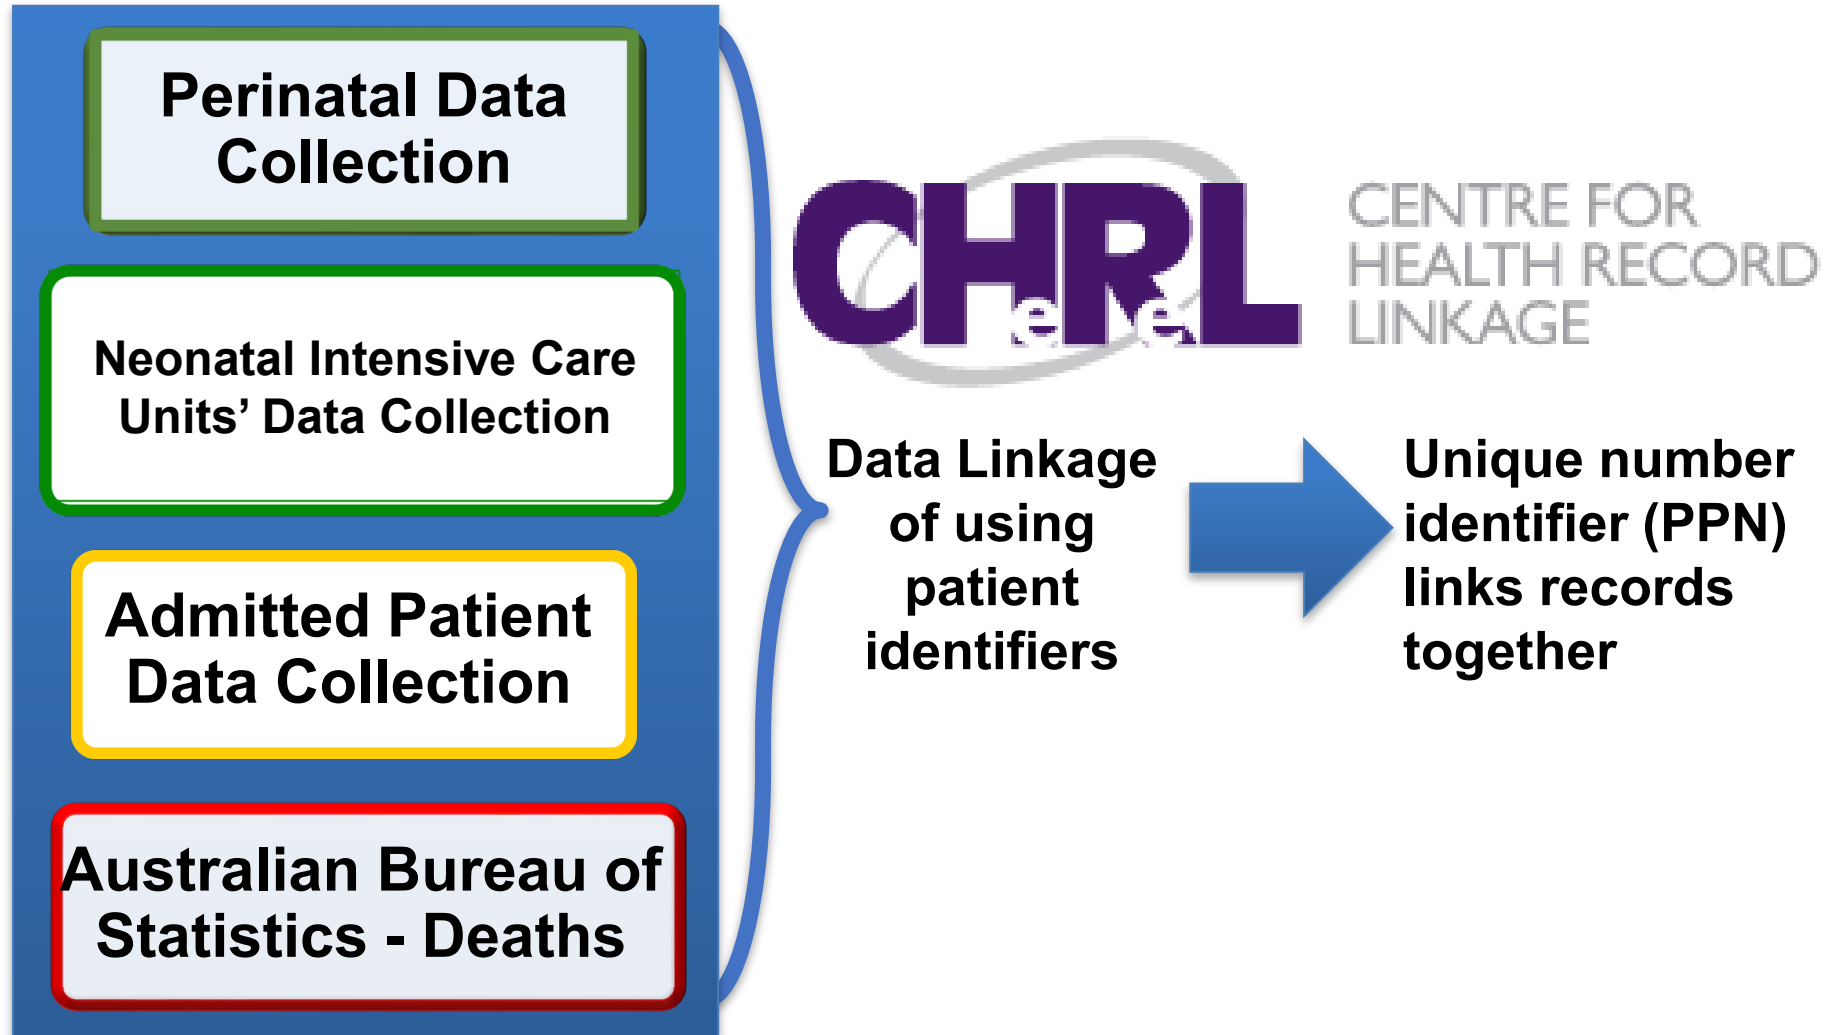 Perinatal Data
Collection
Neonatal Intensive Care
Units’ Data Collection
Admitted Patient
Data Collection
Australian Bureau of
Statistics - Deaths
CHeReL
CENTRE FOR
HEALTH RECORD
LINKAGE
Data Linkage
of using
patient
identifiers
Unique number
identifier (PPN)
links records
together